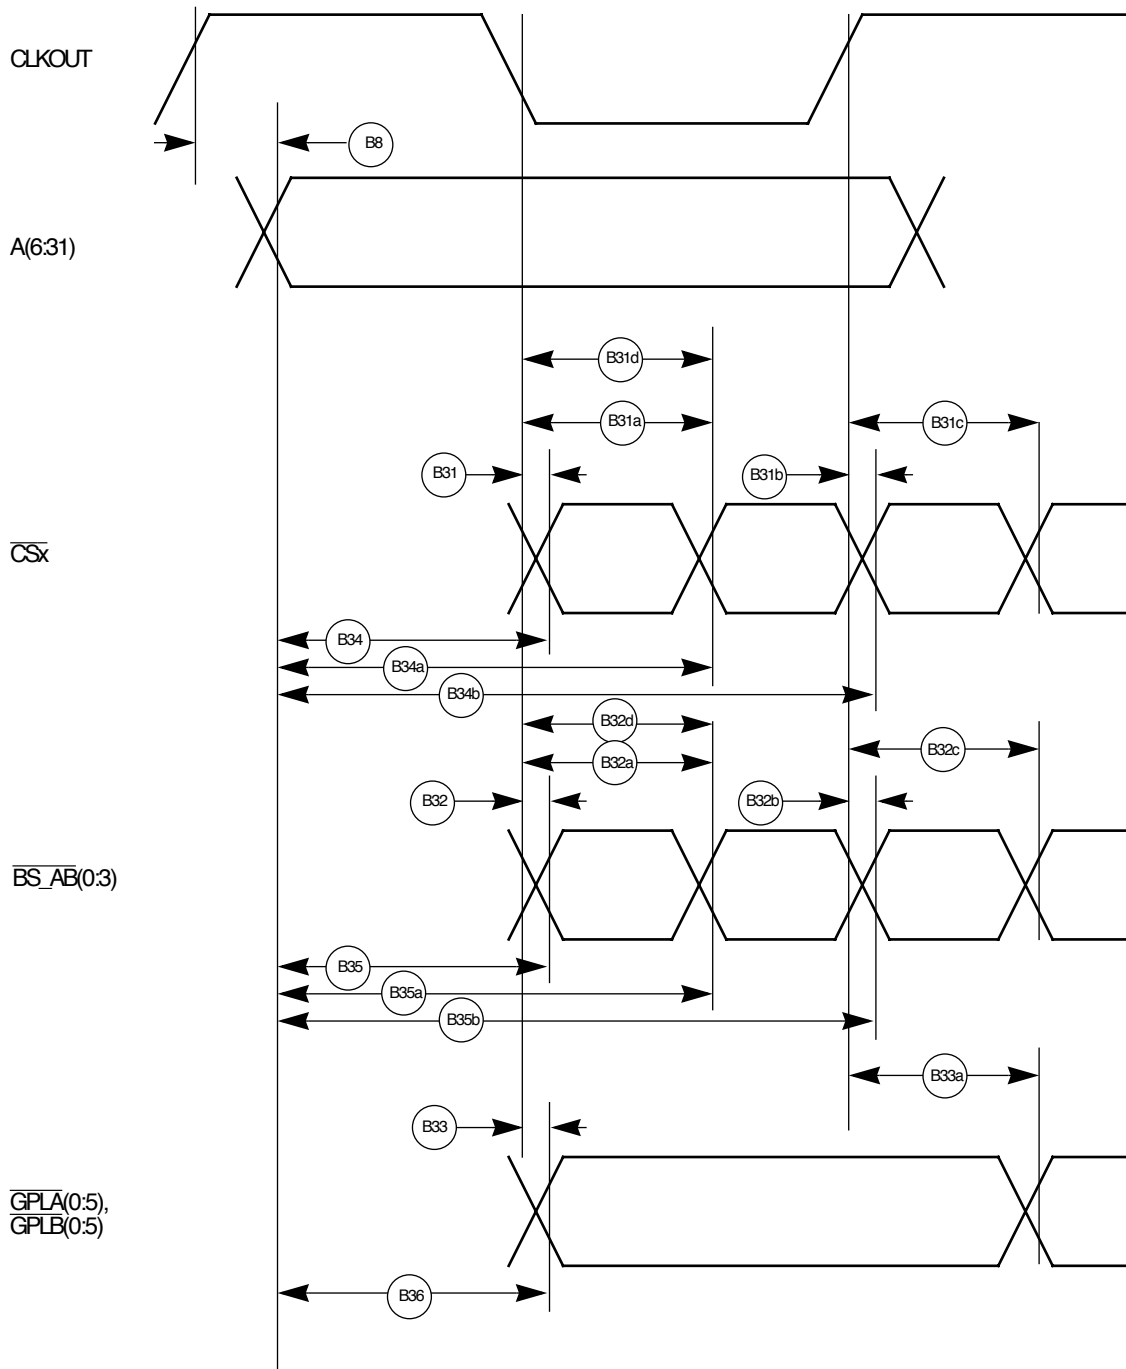 CLKOUT
B8
A(6:31)
B31d
B31a
B31c
B31
B31b
CSx
B34
B34a
B34b
B32d
B32a
B32c
B32
B32b
BS_AB(0:3)
B35
B35a
B35b
B33a
B33
GPLA(0:5),
GPLB(0:5)
B36